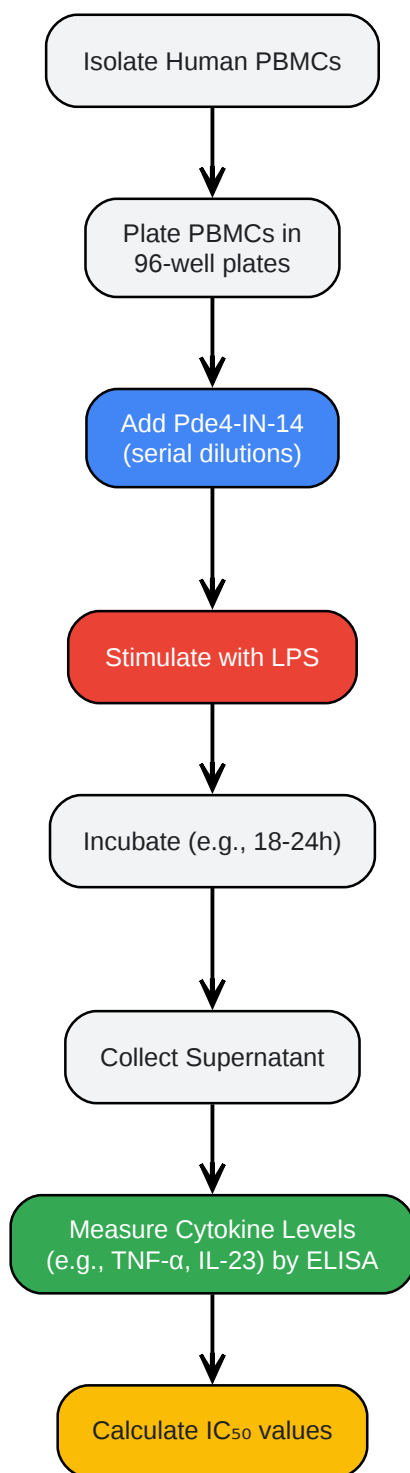 Isolate Human PBMCs
Plate PBMCs in
96-well plates
Add Pde4-IN-14
(serial dilutions)
Stimulate with LPS
Incubate (e.g., 18-24h)
Collect Supernatant
Measure Cytokine Levels
(e.g., TNF-α, IL-23) by ELISA
Calculate IC₅₀ values